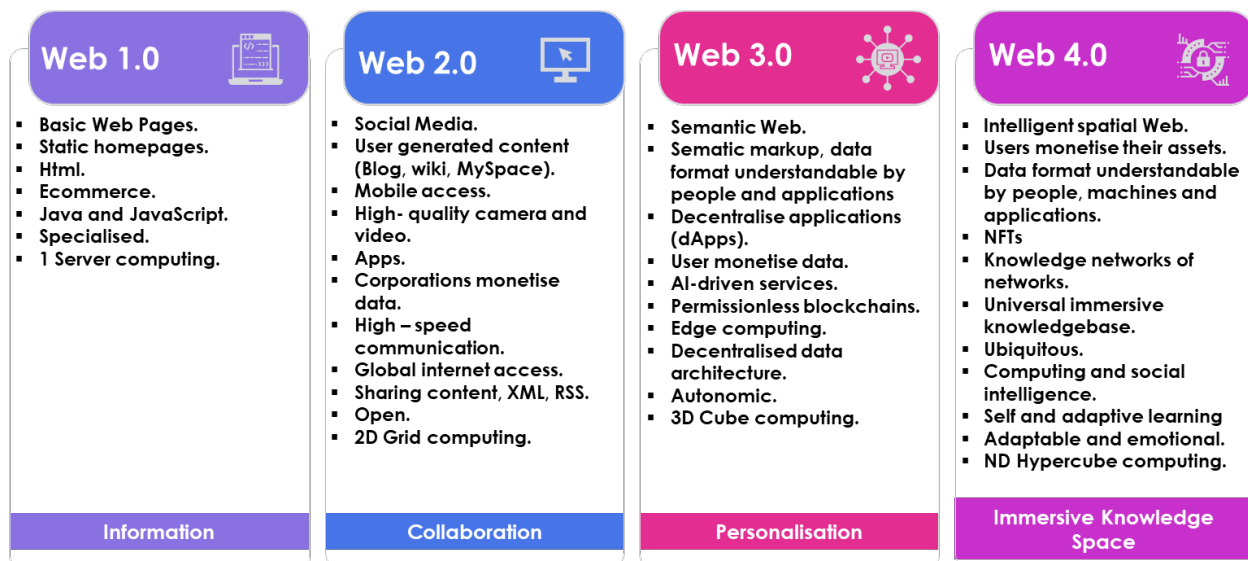 Web 1.0
▪ Basic Web Pages.
▪ Static homepages.
▪ Html.
▪ Ecommerce.
▪ Java and JavaScript.
▪ Specialised.
▪ 1 Server computing.
Information
Web 2.0
▪ Social Media.
▪ User generated content
(Blog, wiki, MySpace).
▪ Mobile access.
▪ High- quality camera and
video.
▪ Apps.
▪ Corporations monetise
data.
▪ High – speed
communication.
▪ Global internet access.
▪ Sharing content, XML, RSS.
▪ Open.
▪ 2D Grid computing.
Collaboration
Web 3.0
▪ Semantic Web.
▪ Sematic markup, data
format understandable by
people and applications
▪ Decentralise applications
(dApps).
▪ User monetise data.
▪ AI-driven services.
▪ Permissionless blockchains.
▪ Edge computing.
▪ Decentralised data
architecture.
▪ Autonomic.
▪ 3D Cube computing.
Personalisation
Web 4.0
▪ Intelligent spatial Web.
▪ Users monetise their assets.
▪ Data format understandable
by people, machines and
applications.
▪ NFTs
▪ Knowledge networks of
networks.
▪ Universal immersive
knowledgebase.
▪ Ubiquitous.
▪ Computing and social
intelligence.
▪ Self and adaptive learning
▪ Adaptable and emotional.
▪ ND Hypercube computing.
Immersive Knowledge
Space